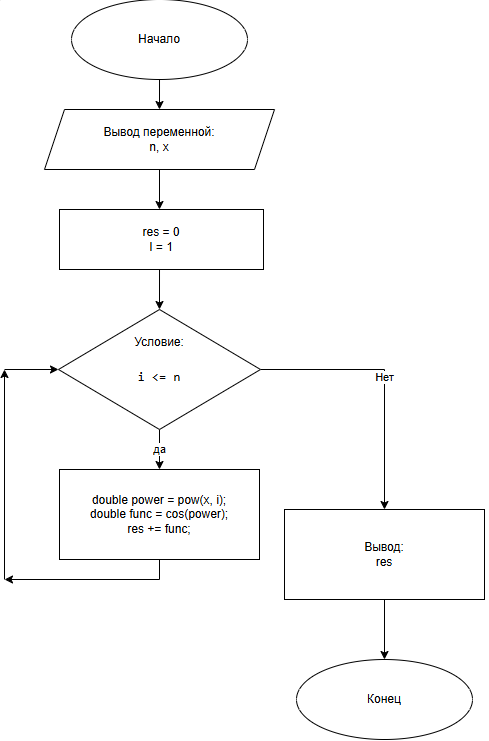 Начало
Вывод переменной:
n, x
res = 0
I = 1
Условие:
i <= n
Нет
да
double power = pow(x, i);
double func = cos(power);
res += func;
Вывод:
res
Конец